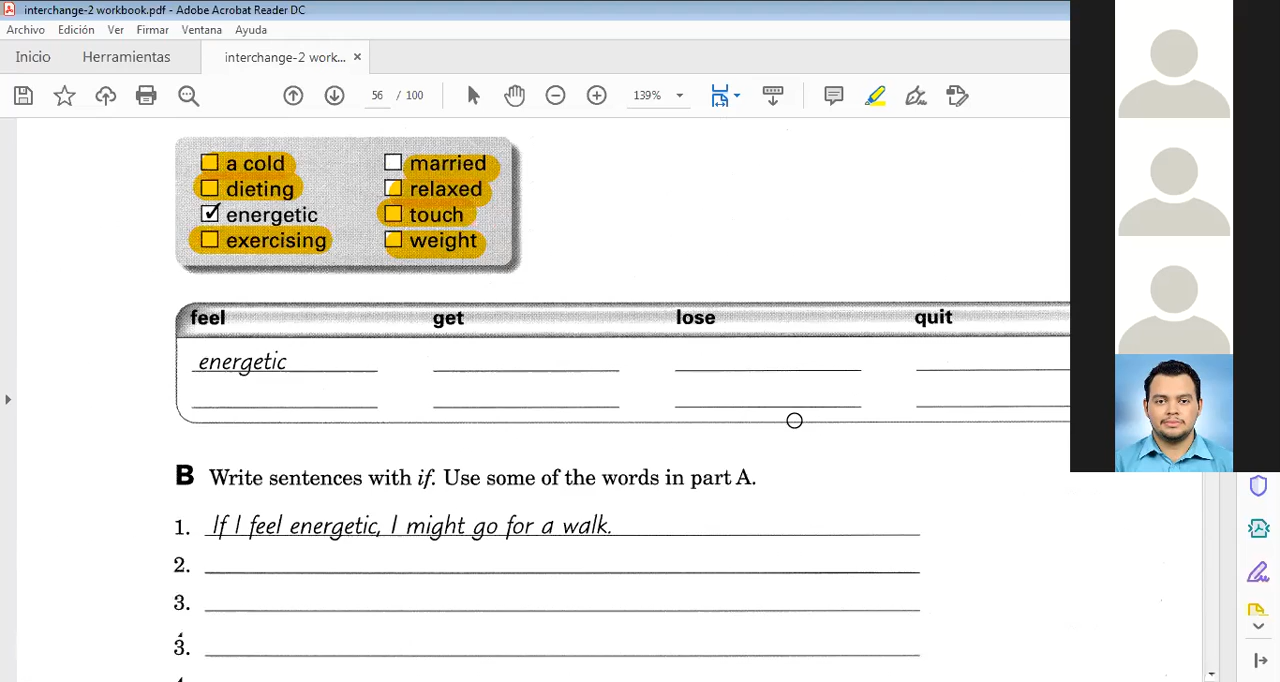 interchange-2 workbook.pdf - Adobe Acrobat Reader DC
Archivo Edición Ver Firmar Ventana Ayuda
Inicio Herramientas interchange-2 work... ×
56 / 100 139%
a cold married
dieting relaxed
energetic touch
exercising weight
feel get lose quit
energetic
B Write sentences with if. Use some of the words in part A.
1. If I feel energetic, I might go for a walk.
2.
3.
3.